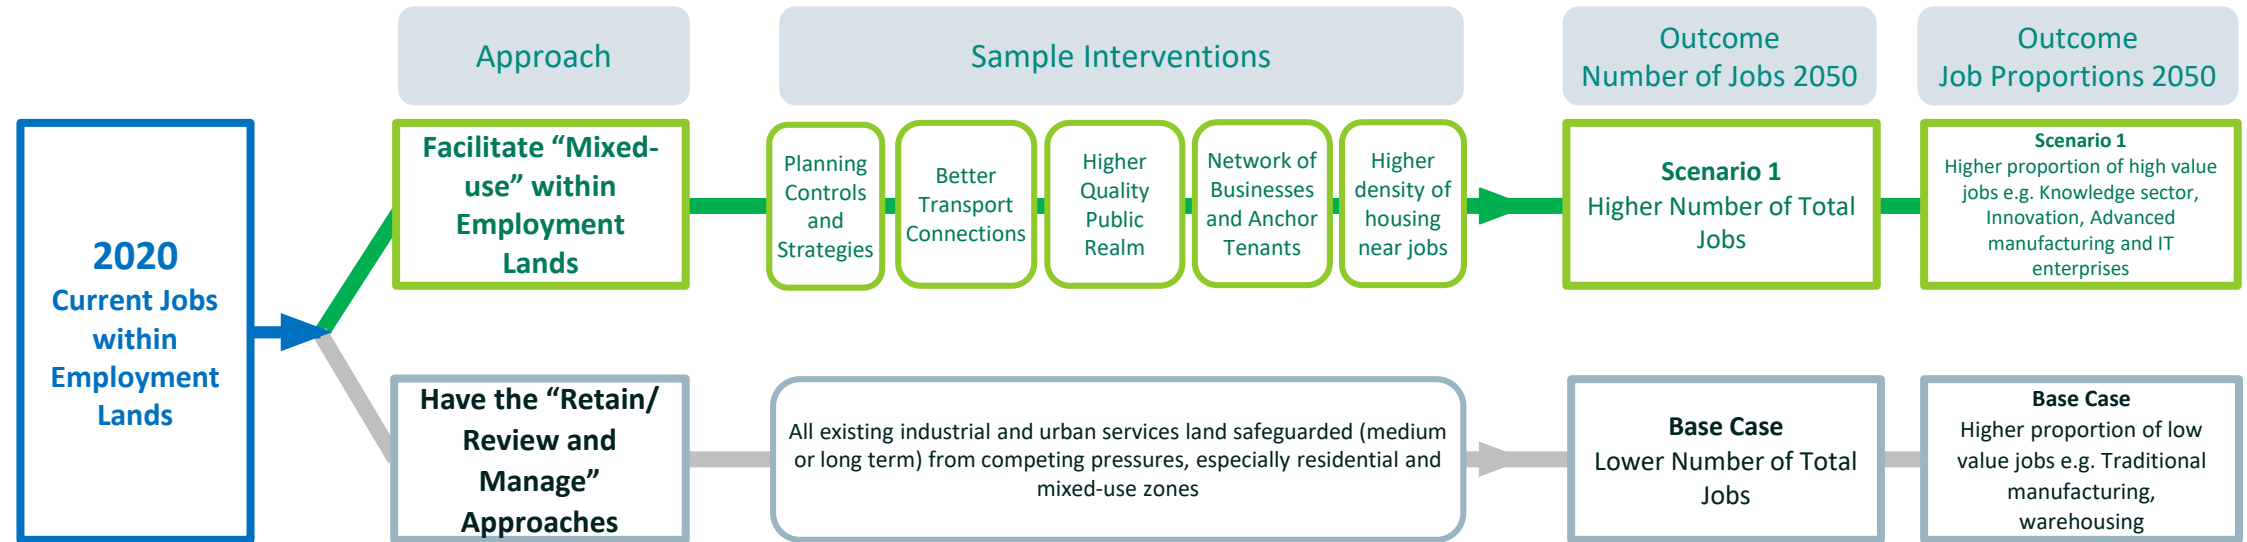 Approach
Sample Interventions
Outcome
Number of Jobs 2050
Outcome
Job Proportions 2050
2020
Current Jobs
within
Employment
Lands
Facilitate “Mixed-
use” within
Employment
Lands
Planning
Controls
and
Strategies
Better
Transport
Connections
Higher
Quality
Public
Realm
Network of
Businesses
and Anchor
Tenants
Higher
density of
housing
near jobs
Scenario 1
Higher Number of Total
Jobs
Scenario 1
Higher proportion of high value
jobs e.g. Knowledge sector,
Innovation, Advanced
manufacturing and IT
enterprises
Have the “Retain/
Review and
Manage”
Approaches
All existing industrial and urban services land safeguarded (medium
or long term) from competing pressures, especially residential and
mixed-use zones
Base Case
Lower Number of Total
Jobs
Base Case
Higher proportion of low
value jobs e.g. Traditional
manufacturing,
warehousing